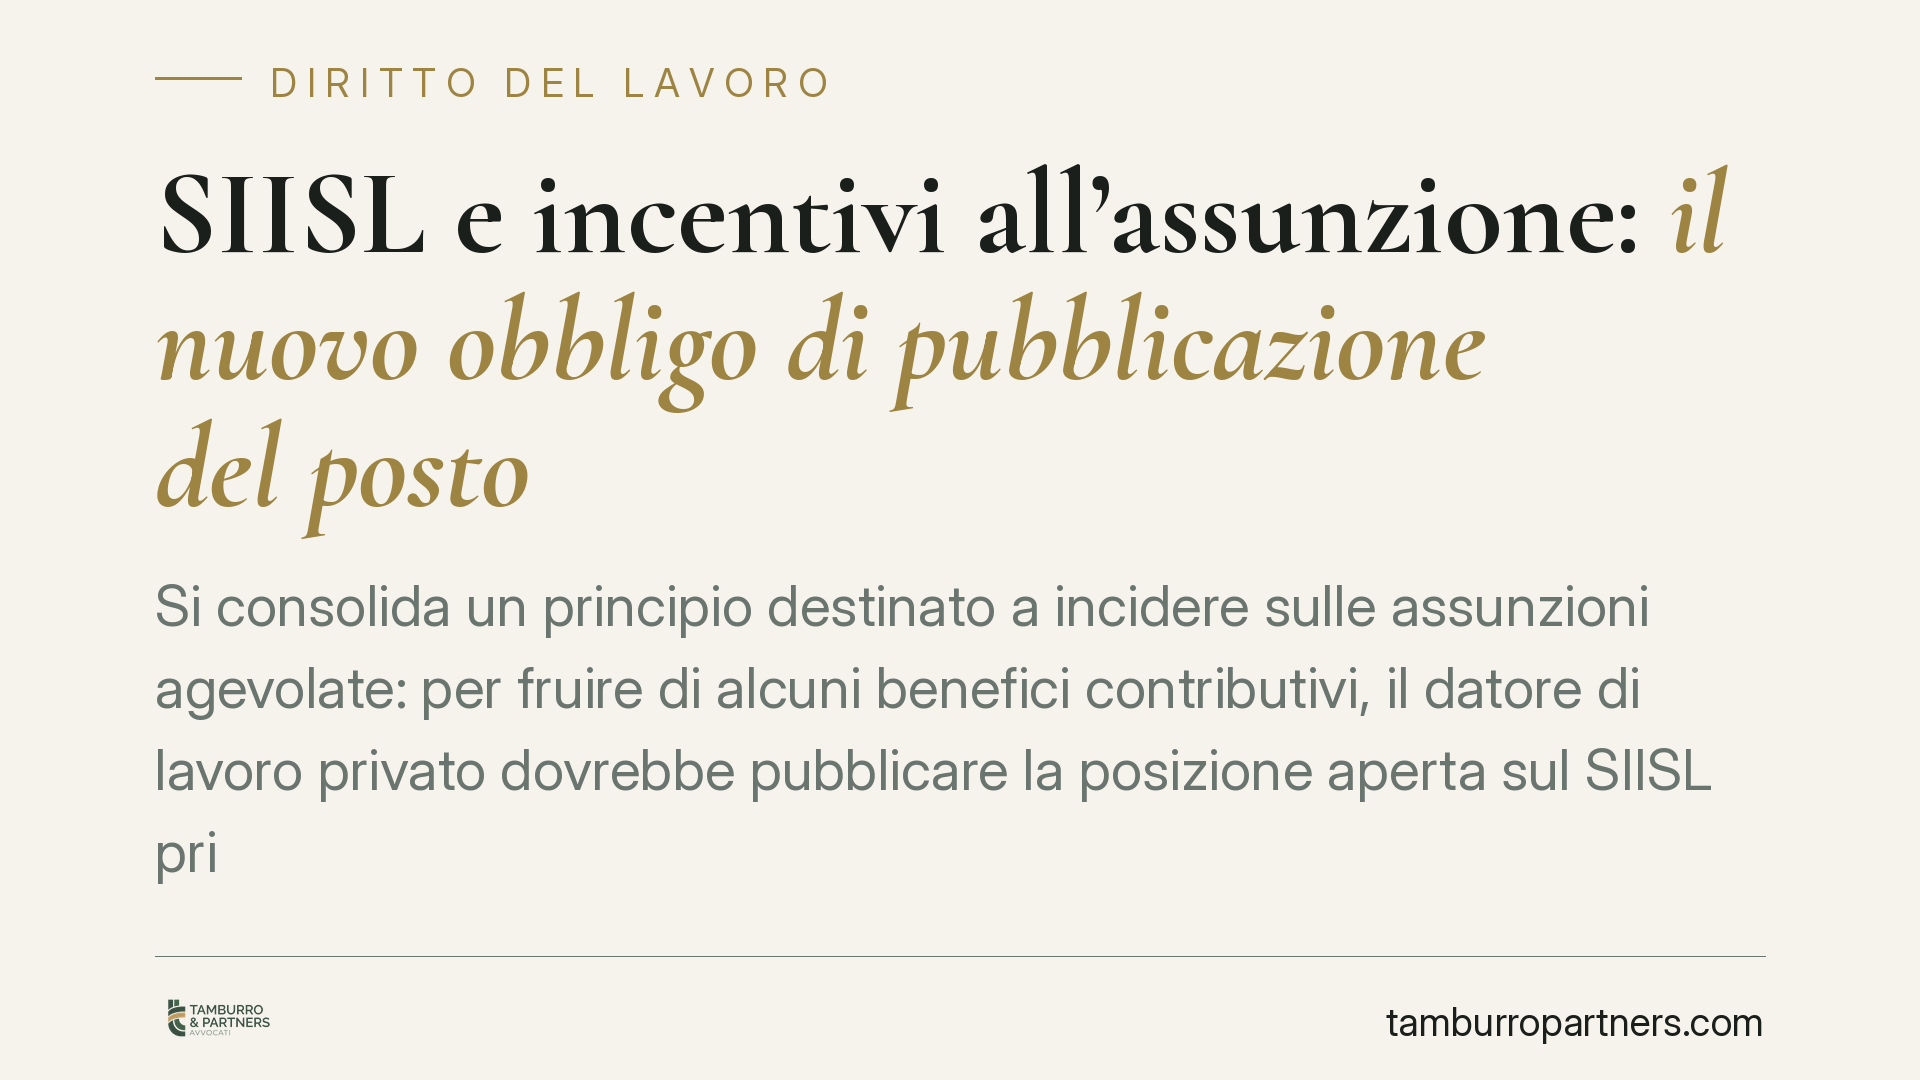 DIRITTO DEL LAVORO
SIISL e incentivi all’assunzione: il
nuovo obbligo di pubblicazione
del posto
Si consolida un principio destinato a incidere sulle assunzioni
agevolate: per fruire di alcuni benefici contributivi, il datore di
lavoro privato dovrebbe pubblicare la posizione aperta sul SIISL
pri
TAMBURRO
& PARTNERS
AVVOCATI
tamburropartners.com